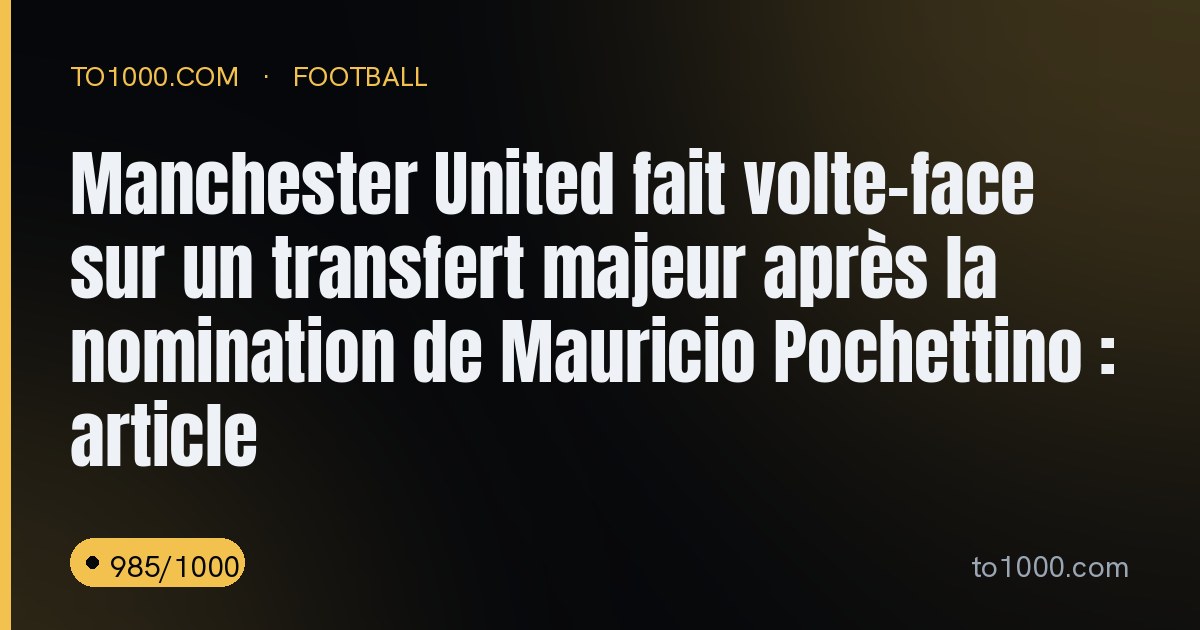 TO1000.COM · FOOTBALL
Manchester United fait volte-face
sur un transfert majeur après la
nomination de Mauricio Pochettino :
article
985/1000
to1000.com